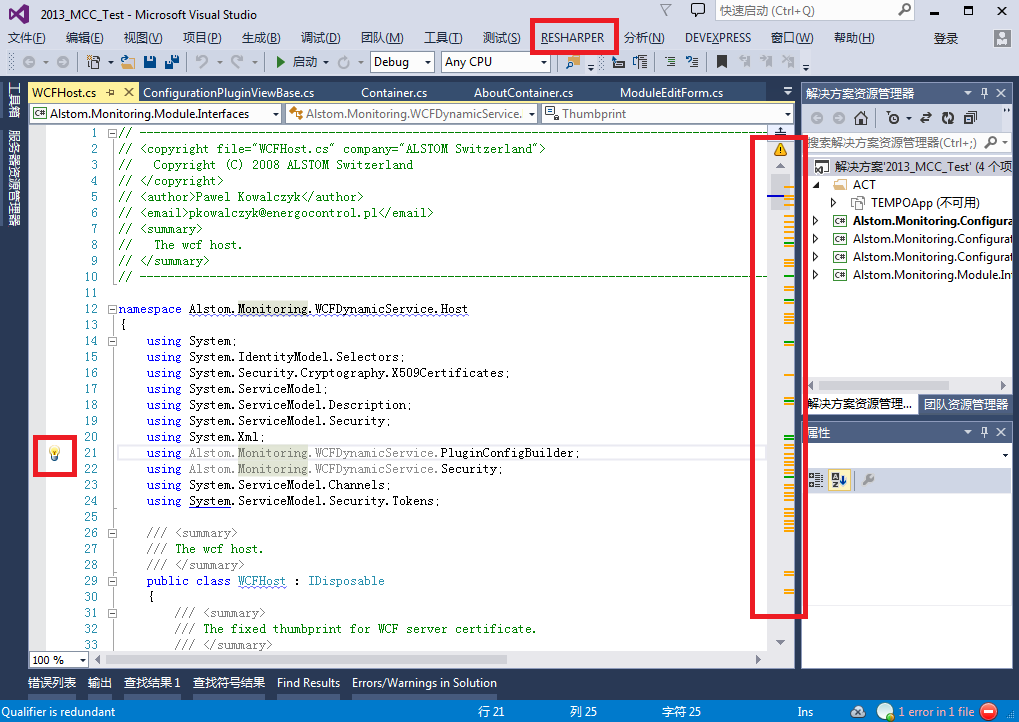 2013_MCC_Test - Microsoft Visual Studio
快速启动 (Ctrl+Q)
文件(F) 编辑(E) 视图(V) 项目(P) 生成(B) 调试(D) 团队(M) 工具(T) 测试(S) RESHARPER 分析(N) DEVEXPRESS 窗口(W) 帮助(H) 登录
启动 Debug Any CPU
工具箱
服务器资源管理器
WCFHost.cs ConfigurationPluginViewBase.cs Container.cs AboutContainer.cs ModuleEditForm.cs
Alstom.Monitoring.Module.Interfaces Alstom.Monitoring.WCFDynamicService. Thumbprint
1 // ----------------------------------------
2 // <copyright file="WCFHost.cs" company="ALSTOM Switzerland">
3 //   Copyright (C) 2008 ALSTOM Switzerland
4 // </copyright>
5 // <author>Pawel Kowalczyk</author>
6 // <email>pkowalczyk@energocontrol.pl</email>
7 // <summary>
8 //   The wcf host.
9 // </summary>
10 // ----------------------------------------
11
12 namespace Alstom.Monitoring.WCFDynamicService.Host
13 {
14     using System;
15     using System.IdentityModel.Selectors;
16     using System.Security.Cryptography.X509Certificates;
17     using System.ServiceModel;
18     using System.ServiceModel.Description;
19     using System.ServiceModel.Security;
20     using System.Xml;
21     using Alstom.Monitoring.WCFDynamicService.PluginConfigBuilder;
22     using Alstom.Monitoring.WCFDynamicService.Security;
23     using System.ServiceModel.Channels;
24     using System.ServiceModel.Security.Tokens;
25
26     /// <summary>
27     /// The wcf host.
28     /// </summary>
29     public class WCFHost : IDisposable
30     {
31         /// <summary>
32         /// The fixed thumbprint for WCF server certificate.
33         /// </summary>
100 %
解决方案资源管理器
搜索解决方案资源管理器(Ctrl+;)
解决方案'2013_MCC_Test' (4 个项
ACT
TEMPOApp (不可用)
C# Alstom.Monitoring.Configura
C# Alstom.Monitoring.Configurat
C# Alstom.Monitoring.Configurat
C# Alstom.Monitoring.Module.In
解决方案资源管理... 团队资源管理器
属性
错误列表 输出 查找结果 1 查找符号结果 Find Results Errors/Warnings in Solution
Qualifier is redundant 行 21 列 25 字符 25 Ins 1 error in 1 file